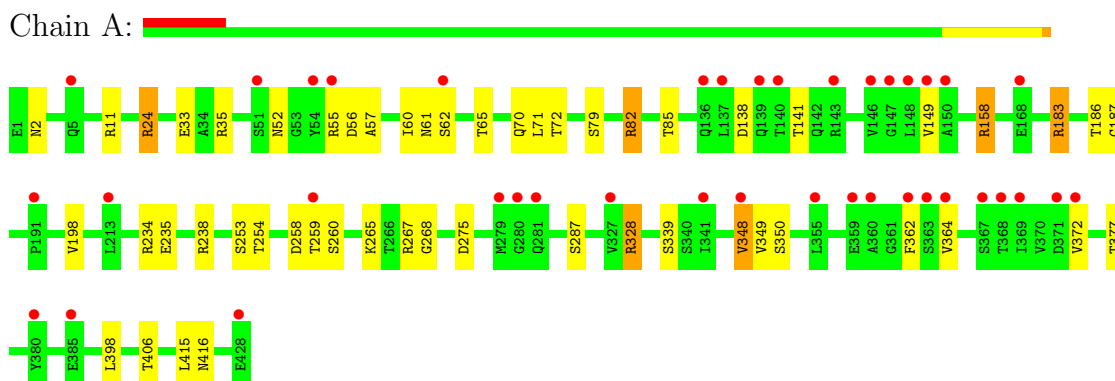 Chain A:
E1 N2 Q5 R11 R24 E33 A34 R35 S51 N52 G53 Y54 R55 D56 A57 I60 N61 S62 T65 Q70 L71 T72 S79 R82 T85 Q136 L137 D138 Q139 T140 T141 Q142 R143 V146 G147 L148 V149 A150 R158 E168 R183 T186 G187
P191 V198 L213 R234 E235 R238 S253 T254 D258 T259 S260 K265 T266 R267 G268 D275 M279 G280 Q281 S287 V327 R328 S339 S340 I341 V348 V349 S350 L355 E359 A360 G361 F362 S363 V364 S367 T368 I369 V370 D371 V372 T377
Y380 E385 L398 T406 L415 N416 E428